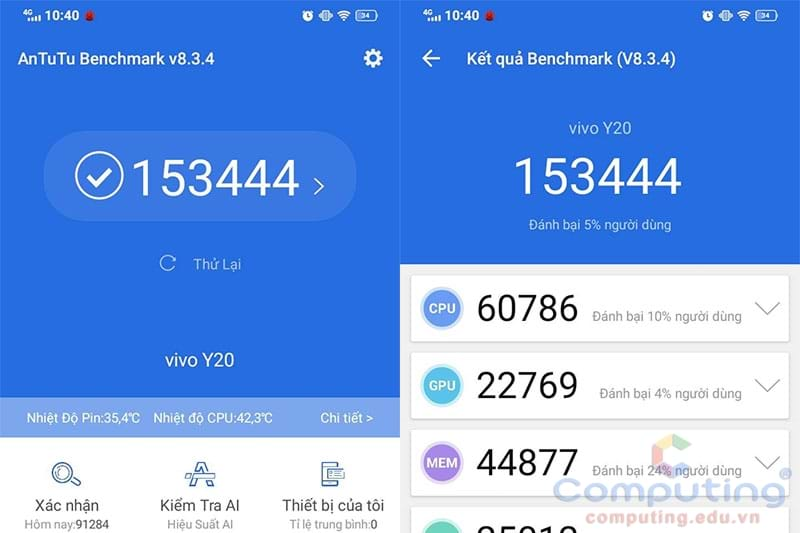 4G 10:40 34
AnTuTu Benchmark v8.3.4
153444
Thử Lại
vivo Y20
Nhiệt Độ Pin:35,4℃ Nhiệt độ CPU:42,3℃ Chi tiết >
Xác nhận
Hôm nay:91284
Kiểm Tra AI
Hiệu Suất AI
Thiết bị của tôi
Tỉ lệ trung bình:0
4G 10:40 34
Kết quả Benchmark (V8.3.4)
vivo Y20
153444
Đánh bại 5% người dùng
CPU 60786 Đánh bại 10% người dùng
GPU 22769 Đánh bại 4% người dùng
MEM 44877 Đánh bại 24% người dùng
Computing
computing.edu.vn